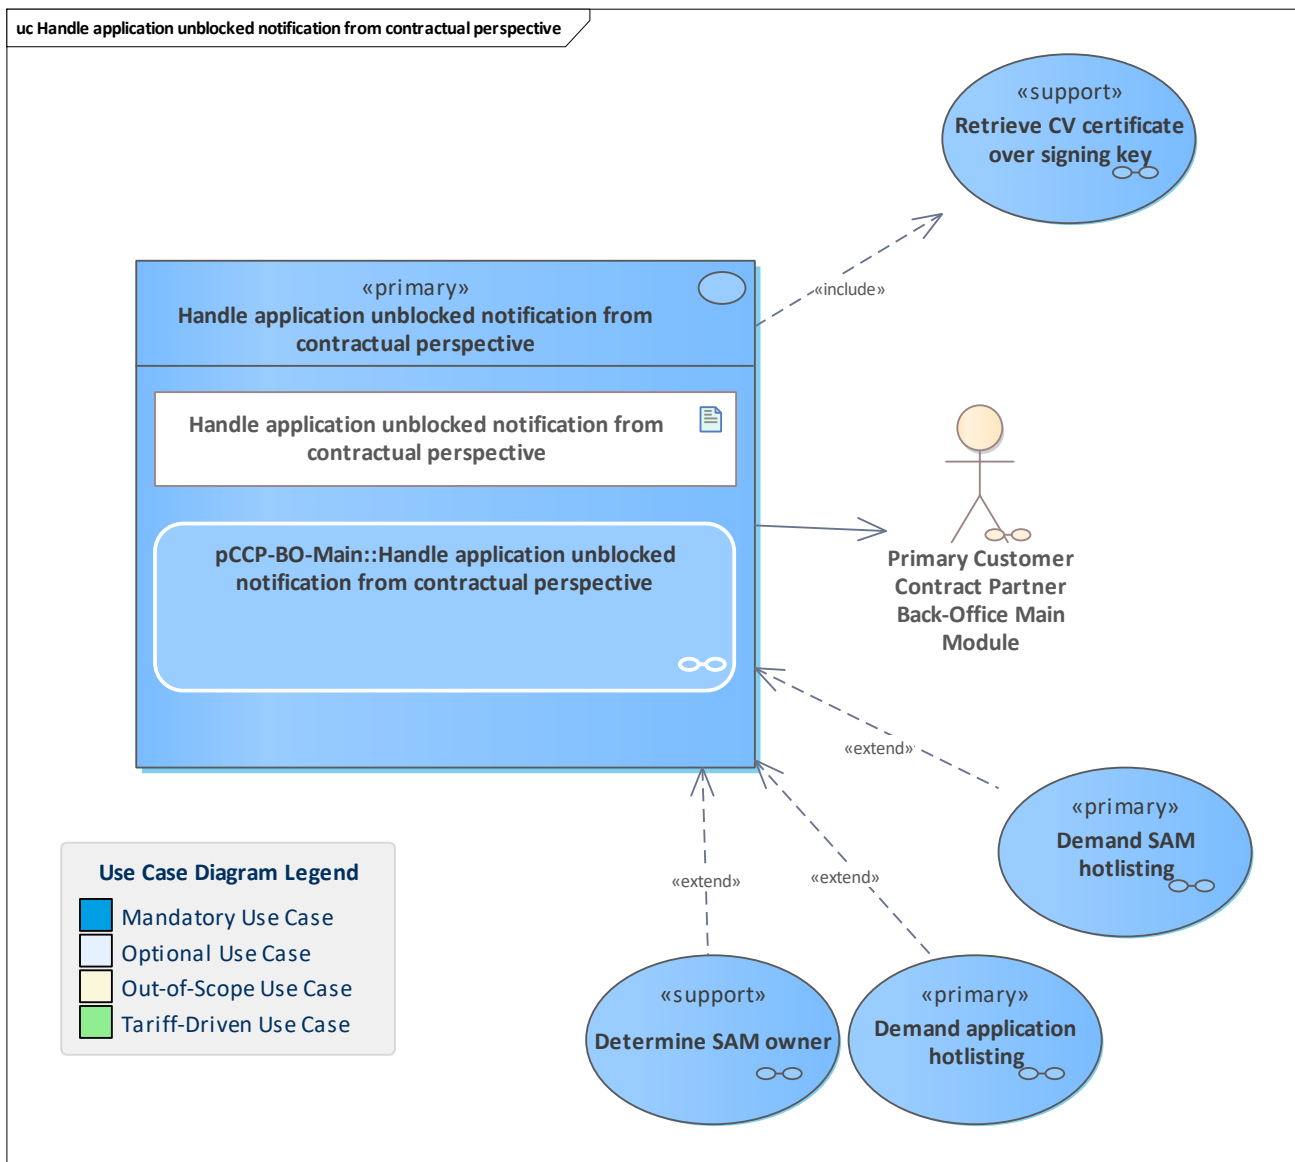 uc Handle application unblocked notification from contractual perspective
«support»
Retrieve CV certificate
over signing key
«include»
«primary»
Handle application unblocked notification from
contractual perspective
Handle application unblocked notification from
contractual perspective
pCCP-BO-Main::Handle application unblocked
notification from contractual perspective
Primary Customer
Contract Partner
Back-Office Main
Module
«extend»
«extend»
«extend»
«primary»
Demand SAM
hotlisting
«support»
Determine SAM owner
«primary»
Demand application
hotlisting
Use Case Diagram Legend
Mandatory Use Case
Optional Use Case
Out-of-Scope Use Case
Tariff-Driven Use Case